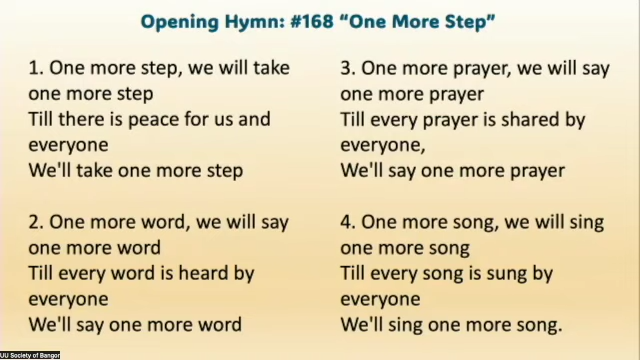 Opening Hymn: #168 “One More Step”
1. One more step, we will take
one more step
Till there is peace for us and
everyone
We'll take one more step
2. One more word, we will say
one more word
Till every word is heard by
everyone
We'll say one more word
3. One more prayer, we will say
one more prayer
Till every prayer is shared by
everyone,
We'll say one more prayer
4. One more song, we will sing
one more song
Till every song is sung by
everyone
We'll sing one more song.
UU Society of Bangor